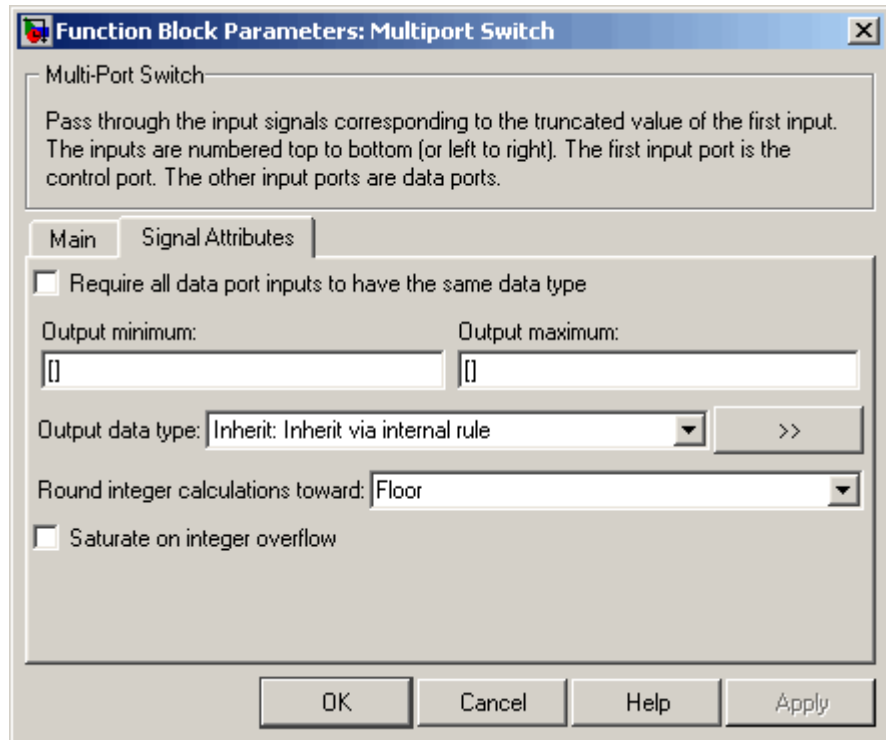 Function Block Parameters: Multiport Switch
Multi-Port Switch
Pass through the input signals corresponding to the truncated value of the first input.
The inputs are numbered top to bottom (or left to right). The first input port is the
control port. The other input ports are data ports.
Main Signal Attributes
Require all data port inputs to have the same data type
Output minimum: Output maximum:
[] []
Output data type: Inherit: Inherit via internal rule >>
Round integer calculations toward: Floor
Saturate on integer overflow
OK Cancel Help Apply